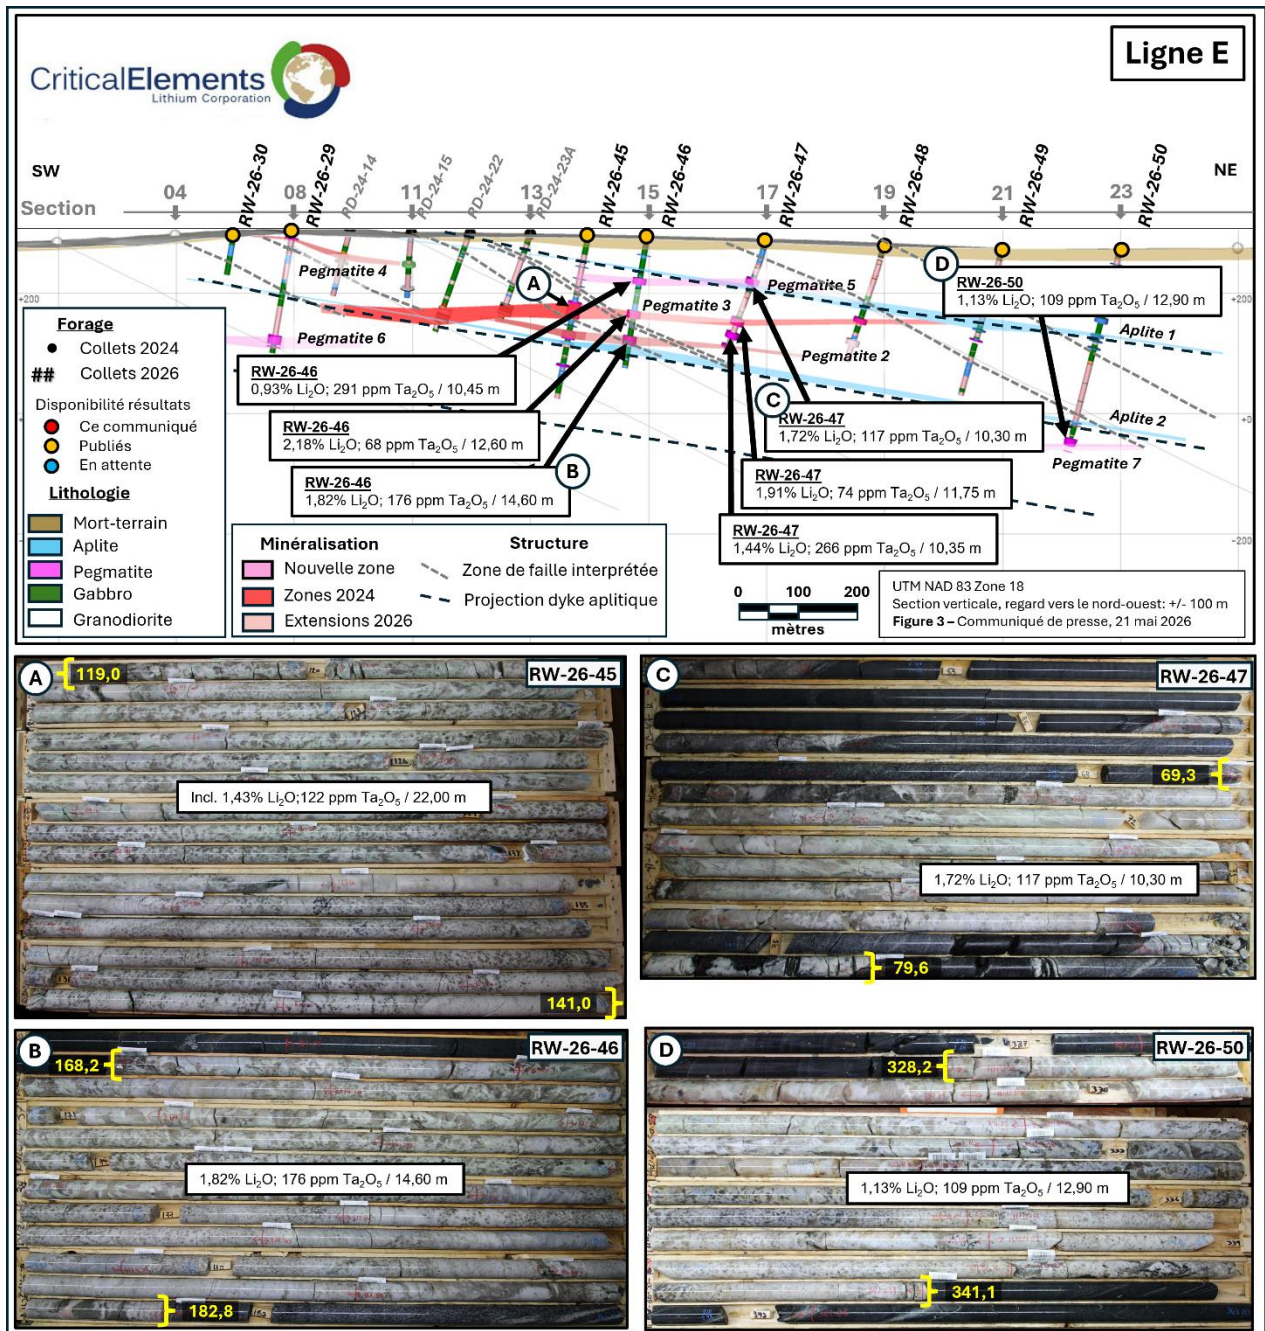 Ligne E
CriticalElements
Lithium Corporation
SW
NE
Section
04
08
11
13
15
17
19
21
23
RW-26-30
RW-26-29
RD-24-14
RD-24-15
RD-24-22
RD-24-23A
RW-26-45
RW-26-46
RW-26-47
RW-26-48
RW-26-49
RW-26-50
+200
+200
+0
-200
Pegmatite 4
Pegmatite 6
Pegmatite 3
Pegmatite 5
Pegmatite 2
Aplite 1
Aplite 2
Pegmatite 7
A
B
C
D
RW-26-50
1,13% Li2O; 109 ppm Ta2O5 / 12,90 m
RW-26-46
0,93% Li2O; 291 ppm Ta2O5 / 10,45 m
RW-26-46
2,18% Li2O; 68 ppm Ta2O5 / 12,60 m
RW-26-46
1,82% Li2O; 176 ppm Ta2O5 / 14,60 m
RW-26-47
1,72% Li2O; 117 ppm Ta2O5 / 10,30 m
RW-26-47
1,91% Li2O; 74 ppm Ta2O5 / 11,75 m
RW-26-47
1,44% Li2O; 266 ppm Ta2O5 / 10,35 m
Forage
Collets 2024
## Collets 2026
Disponibilité résultats
Ce communiqué
Publiés
En attente
Lithologie
Mort-terrain
Aplite
Pegmatite
Gabbro
Granodiorite
Minéralisation
Nouvelle zone
Zones 2024
Extensions 2026
Structure
Zone de faille interprétée
Projection dyke aplitique
0 100 200
mètres
UTM NAD 83 Zone 18
Section verticale, regard vers le nord-ouest: +/- 100 m
Figure 3 – Communiqué de presse, 21 mai 2026
A
119,0
RW-26-45
Incl. 1,43% Li2O;122 ppm Ta2O5 / 22,00 m
141,0
C
RW-26-47
69,3
1,72% Li2O; 117 ppm Ta2O5 / 10,30 m
79,6
B
RW-26-46
168,2
1,82% Li2O; 176 ppm Ta2O5 / 14,60 m
182,8
D
RW-26-50
328,2
1,13% Li2O; 109 ppm Ta2O5 / 12,90 m
341,1